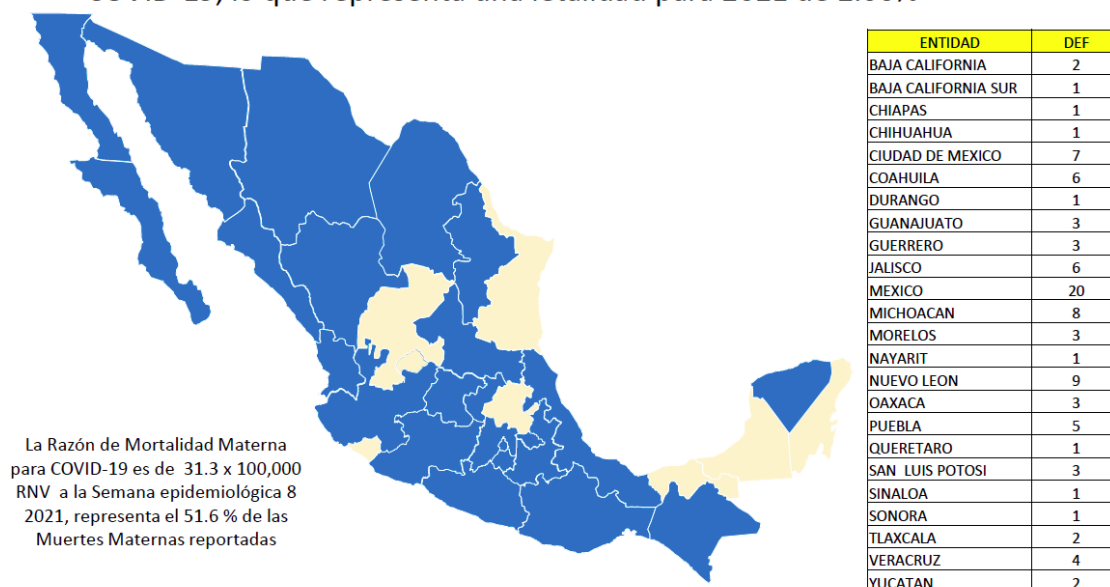 La Razón de Mortalidad Materna
para COVID-19 es de 31.3 x 100,000
RNV a la Semana epidemiológica 8
2021, representa el 51.6 % de las
Muertes Maternas reportadas
ENTIDAD DEF
BAJA CALIFORNIA 2
BAJA CALIFORNIA SUR 1
CHIAPAS 1
CHIHUAHUA 1
CIUDAD DE MEXICO 7
COAHUILA 6
DURANGO 1
GUANAJUATO 3
GUERRERO 3
JALISCO 6
MEXICO 20
MICHOACAN 8
MORELOS 3
NAYARIT 1
NUEVO LEON 9
OAXACA 3
PUEBLA 5
QUERETARO 1
SAN LUIS POTOSI 3
SINALOA 1
SONORA 1
TLAXCALA 2
VERACRUZ 4
YUCATAN 2